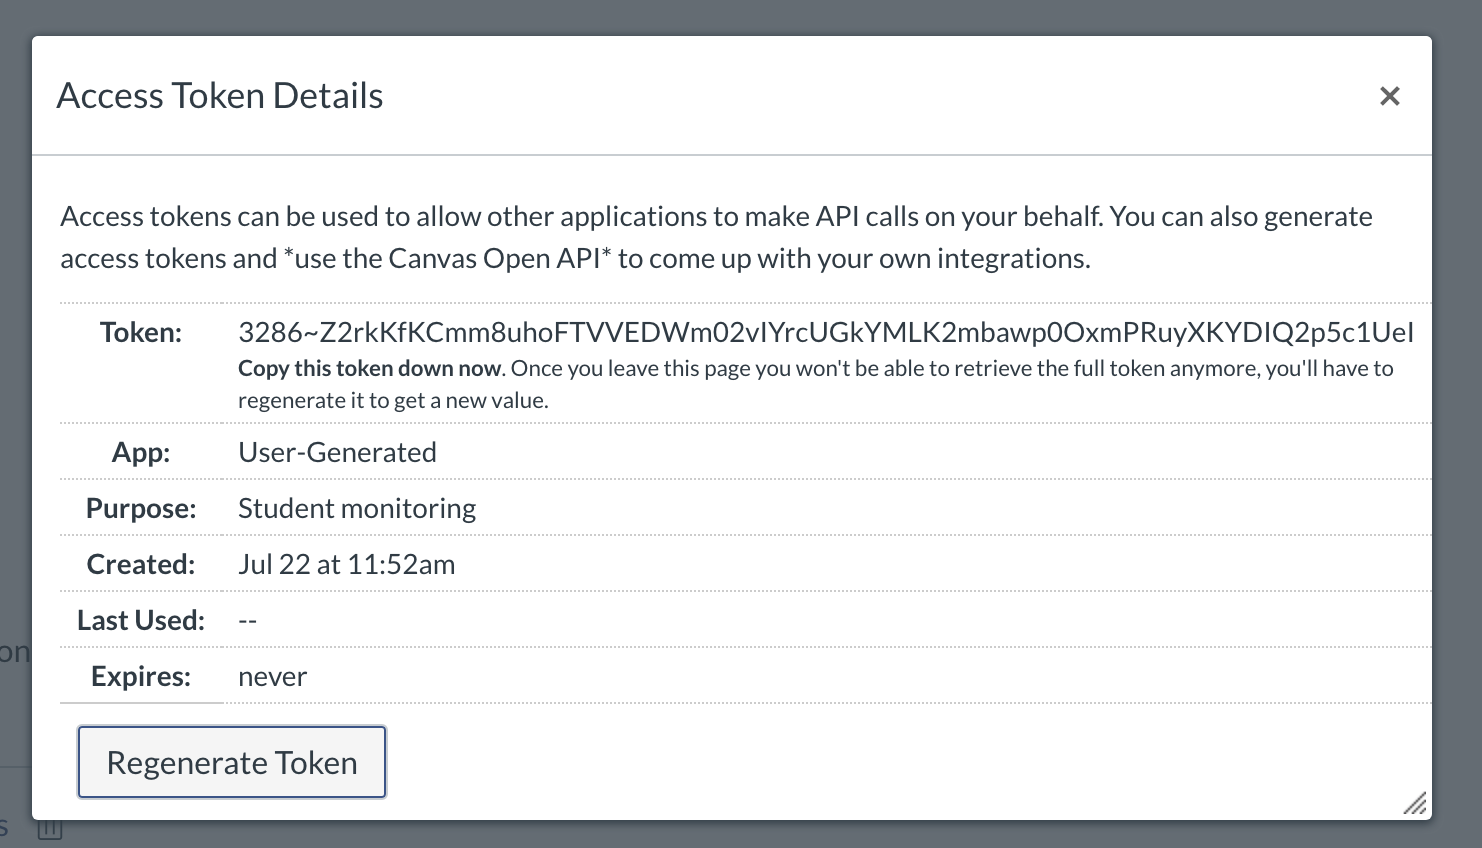 Access Token Details
Access tokens can be used to allow other applications to make API calls on your behalf. You can also generate
access tokens and *use the Canvas Open API* to come up with your own integrations.
Token: 3286~Z2rkKfKCmm8uhoFTVVEDWm02vIYrcUGkYMLK2mbawp0OxmPRuyXKYDIQ2p5c1UeI
Copy this token down now. Once you leave this page you won't be able to retrieve the full token anymore, you'll have to
regenerate it to get a new value.
App: User-Generated
Purpose: Student monitoring
Created: Jul 22 at 11:52am
Last Used: --
Expires: never
on
Regenerate Token
s